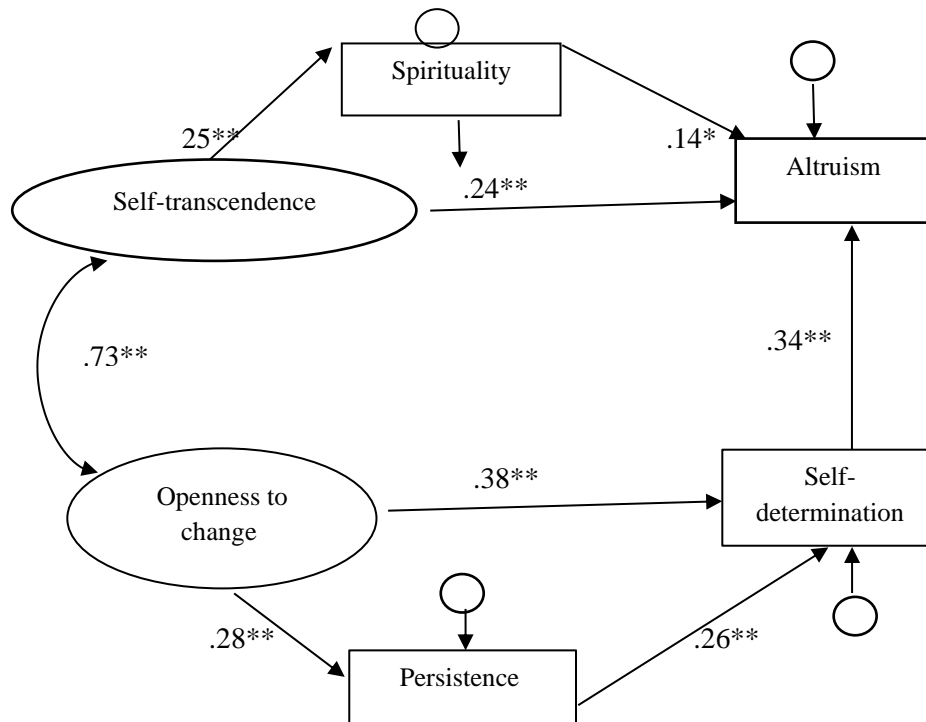 Spirituality
25**
.14*
Altruism
Self-transcendence
.24**
.73**
.34**
Openness to
change
.38**
Self-
determination
.28**
.26**
Persistence